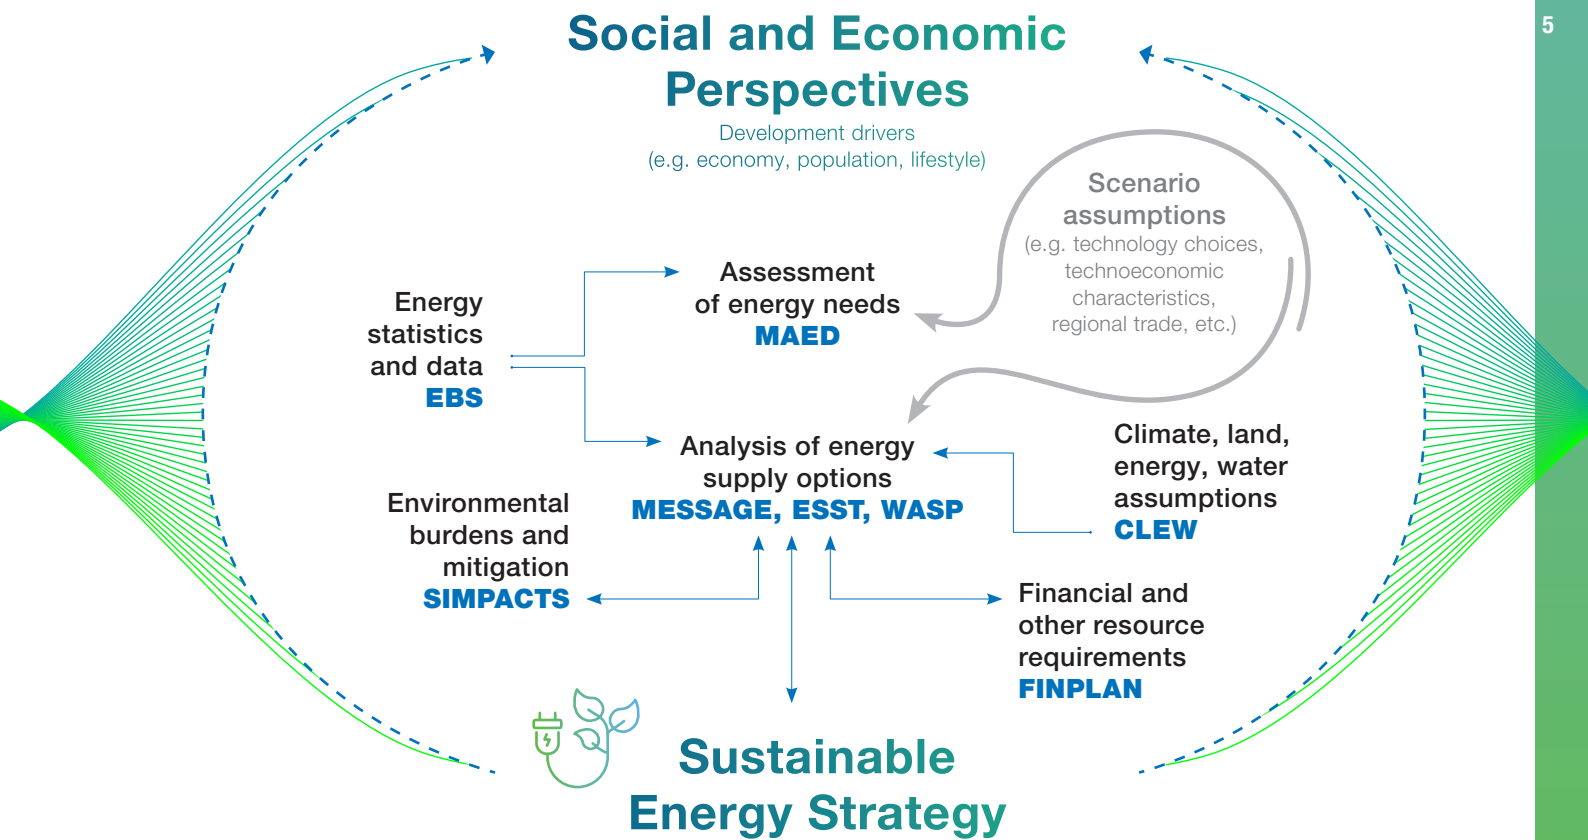 5
Social and Economic
Perspectives
Development drivers
(e.g. economy, population, lifestyle)
Scenario
assumptions
(e.g. technology choices,
technoeconomic
characteristics,
regional trade, etc.)
Assessment
of energy needs
MAED
Energy
statistics
and data
EBS
Analysis of energy
supply options
MESSAGE, ESST, WASP
Climate, land,
energy, water
assumptions
CLEW
Environmental
burdens and
mitigation
SIMPACTS
Financial and
other resource
requirements
FINPLAN
Sustainable
Energy Strategy